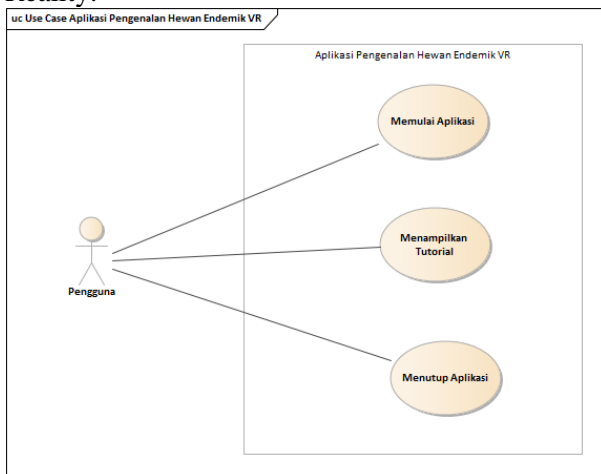 Reality.
uc Use Case Aplikasi Pengenalan Hewan Endemik VR
Aplikasi Pengenalan Hewan Endemik VR
Memulai Aplikasi
Menampilkan
Tutorial
Pengguna
Menutup Aplikasi